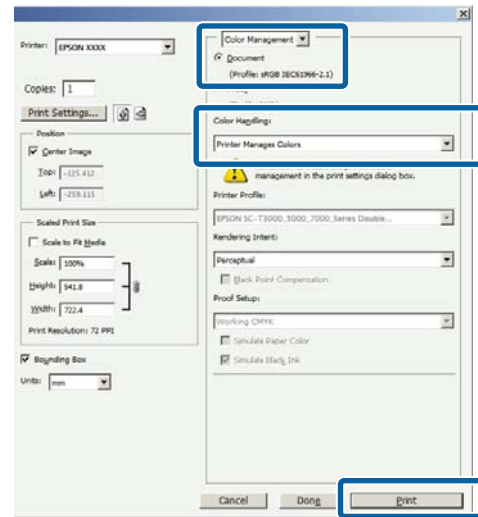 Printer: EPSON XXXX
Copies: 1
Print Settings...
Position
Center Image
Top: -125.412
Left: -259.115
Scaled Print Size
Scale to Fit Media
Scale: 100%
Height: 541.8
Width: 722.4
Print Resolution: 72 PPI
Bounding Box
Units: mm
Color Management
Document
(Profile: sRGB IEC61966-2.1)
Color Handling:
Printer Manages Colors
management in the print settings dialog box.
Printer Profile:
EPSON SC-T3000_5000_7000_Series Double...
Rendering Intent:
Perceptual
Black Point Compensation
Proof Setup:
Working CMYK
Simulate Paper Color
Simulate Black Ink
Cancel
Done
Print